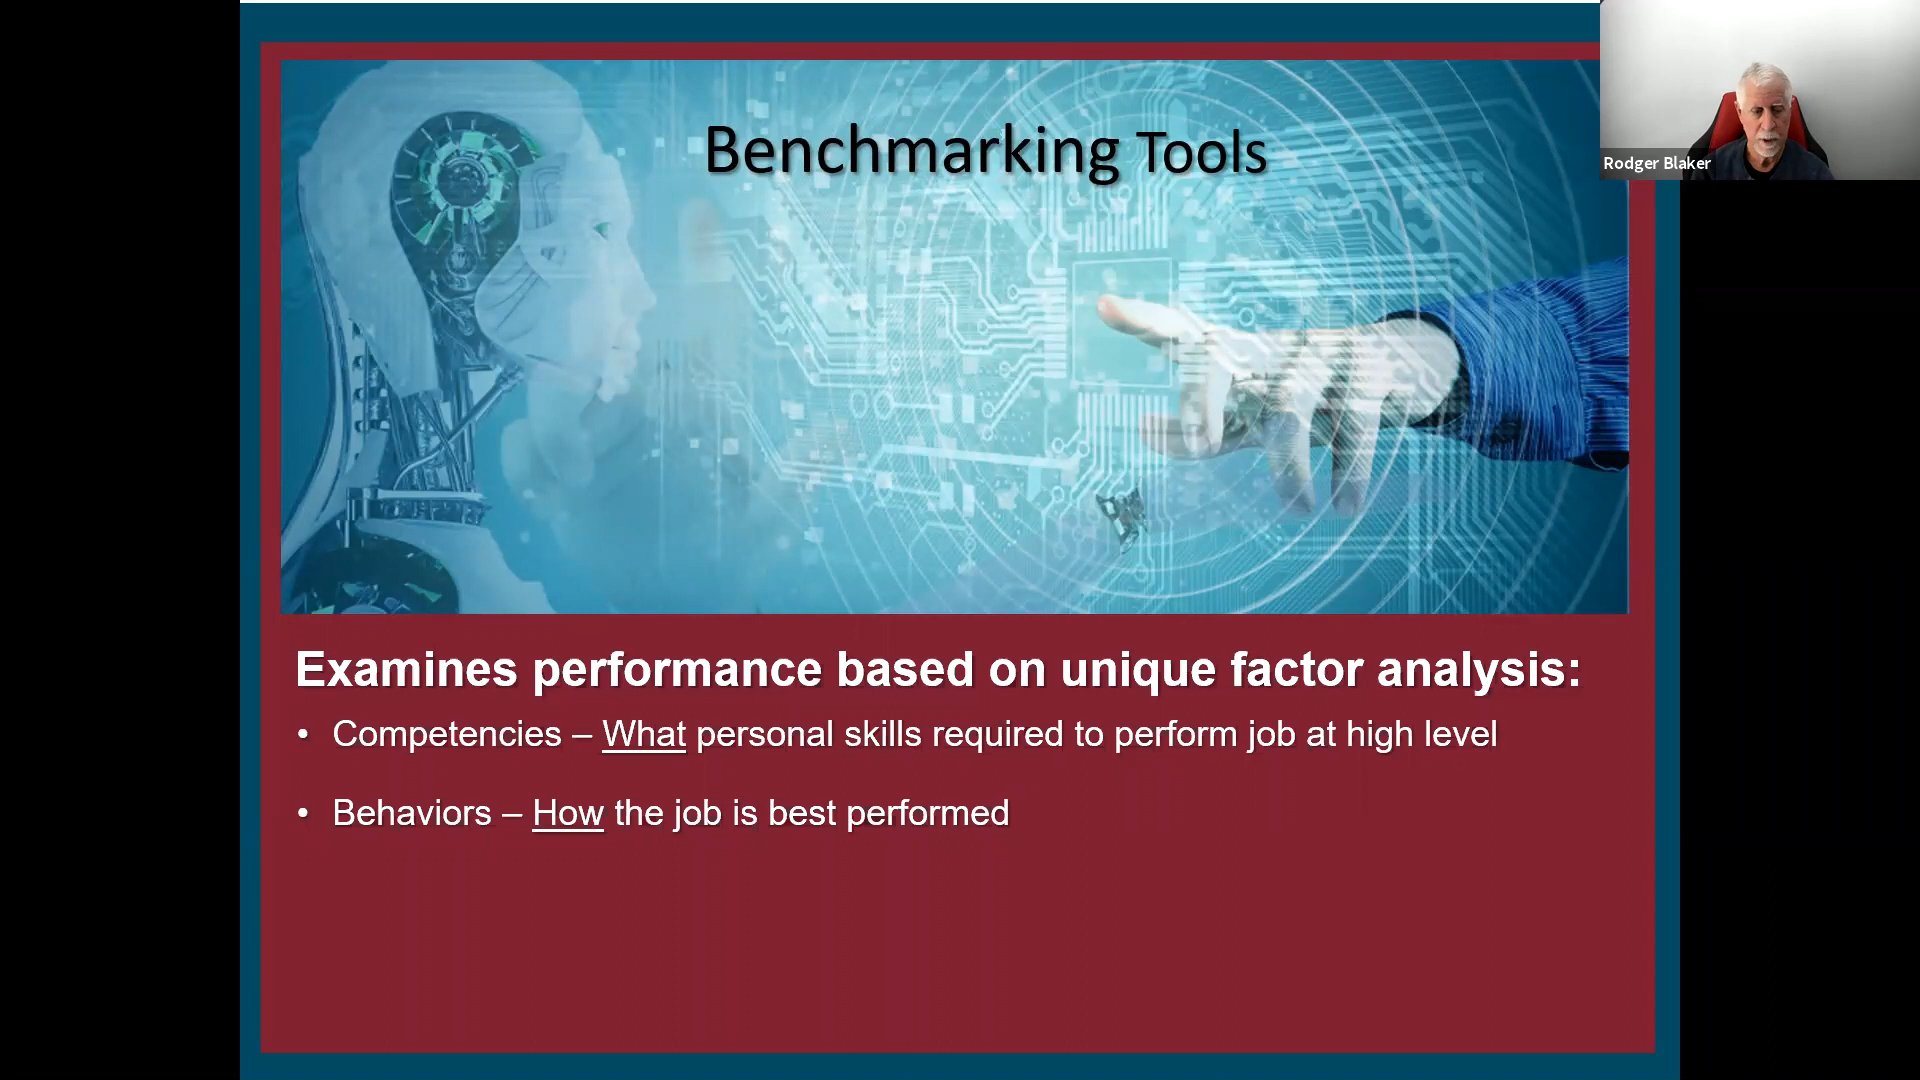 Benchmarking Tools
Rodger Blaker
Examines performance based on unique factor analysis:
• Competencies – What personal skills required to perform job at high level
• Behaviors – How the job is best performed